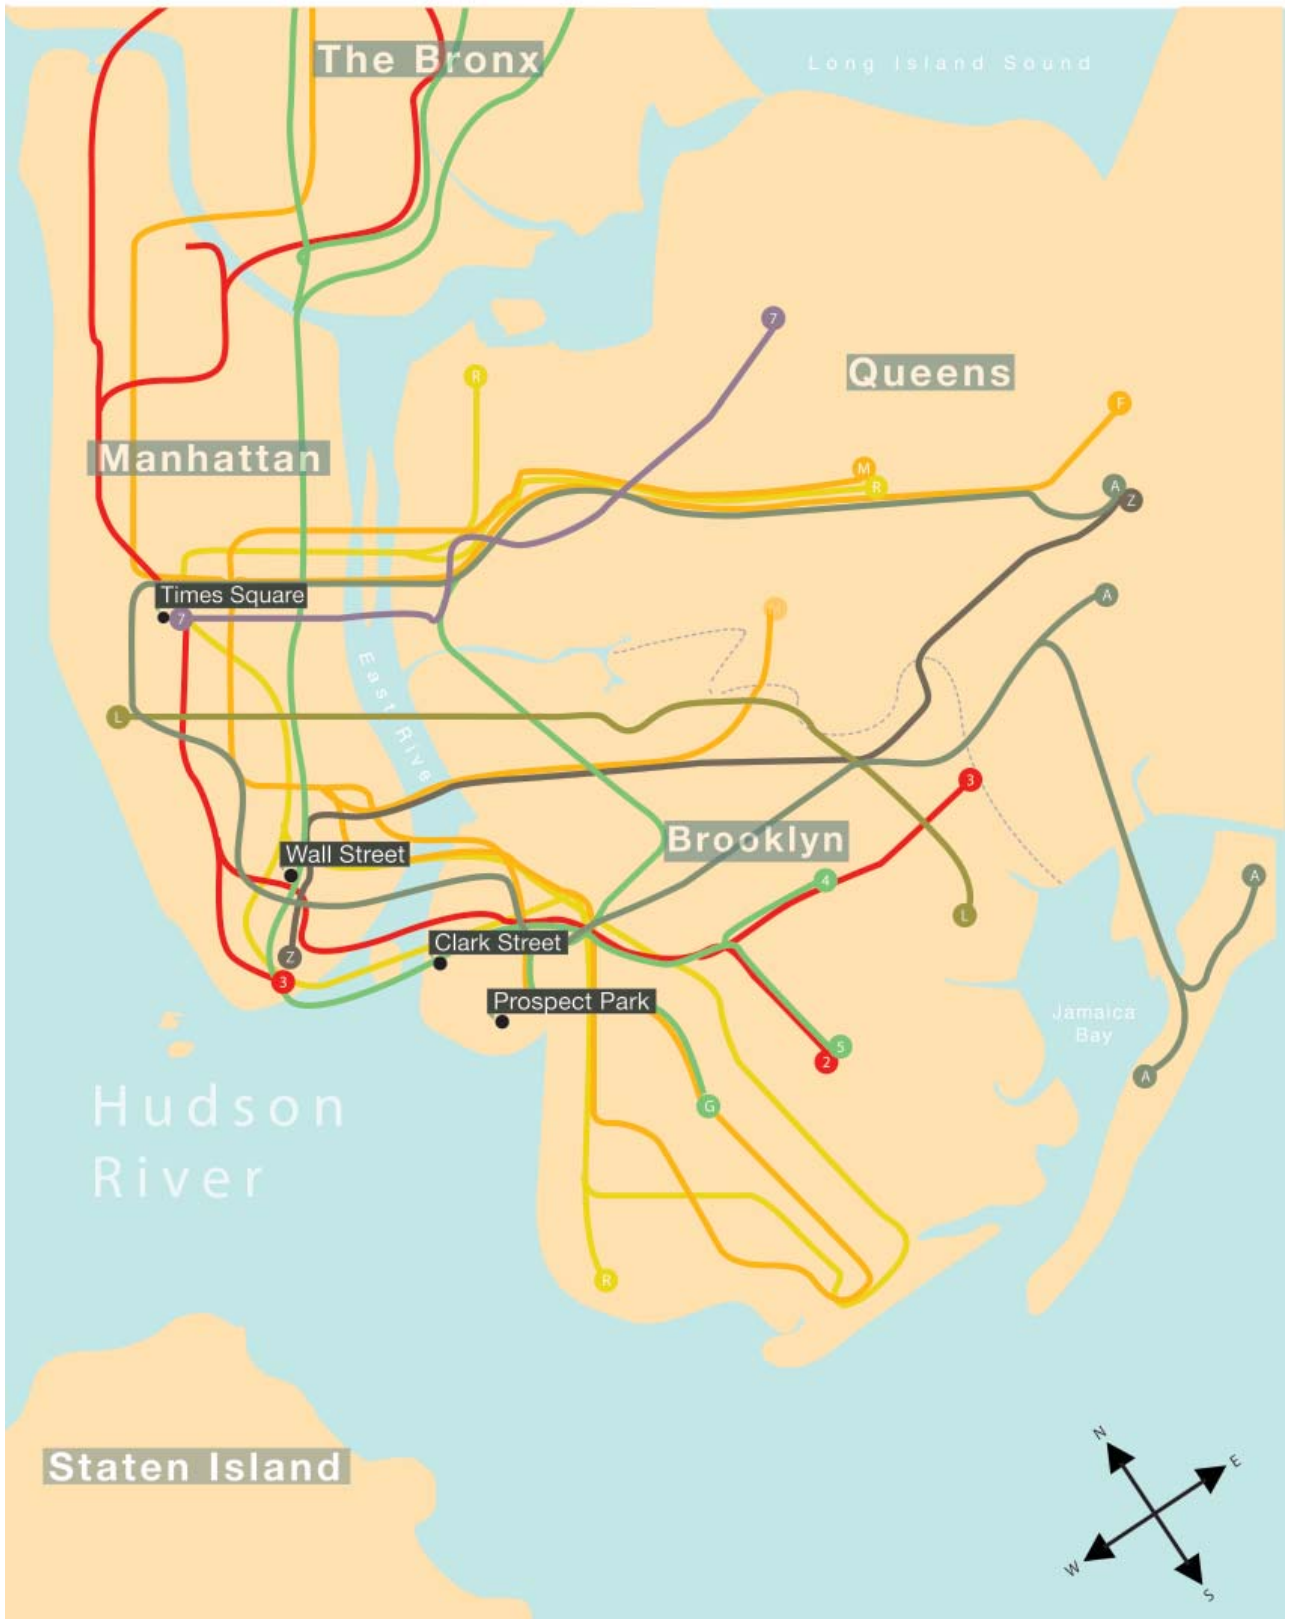 The Bronx
Long Island Sound
7
R
Queens
F
Manhattan
M
R
A
Z
Times Square
7
A
East River
L
3
Brooklyn
Wall Street
4
A
L
Clark Street
Z
3
Prospect Park
Jamaica
Bay
5
2
A
G
Hudson
River
R
Staten Island
N
E
W
S